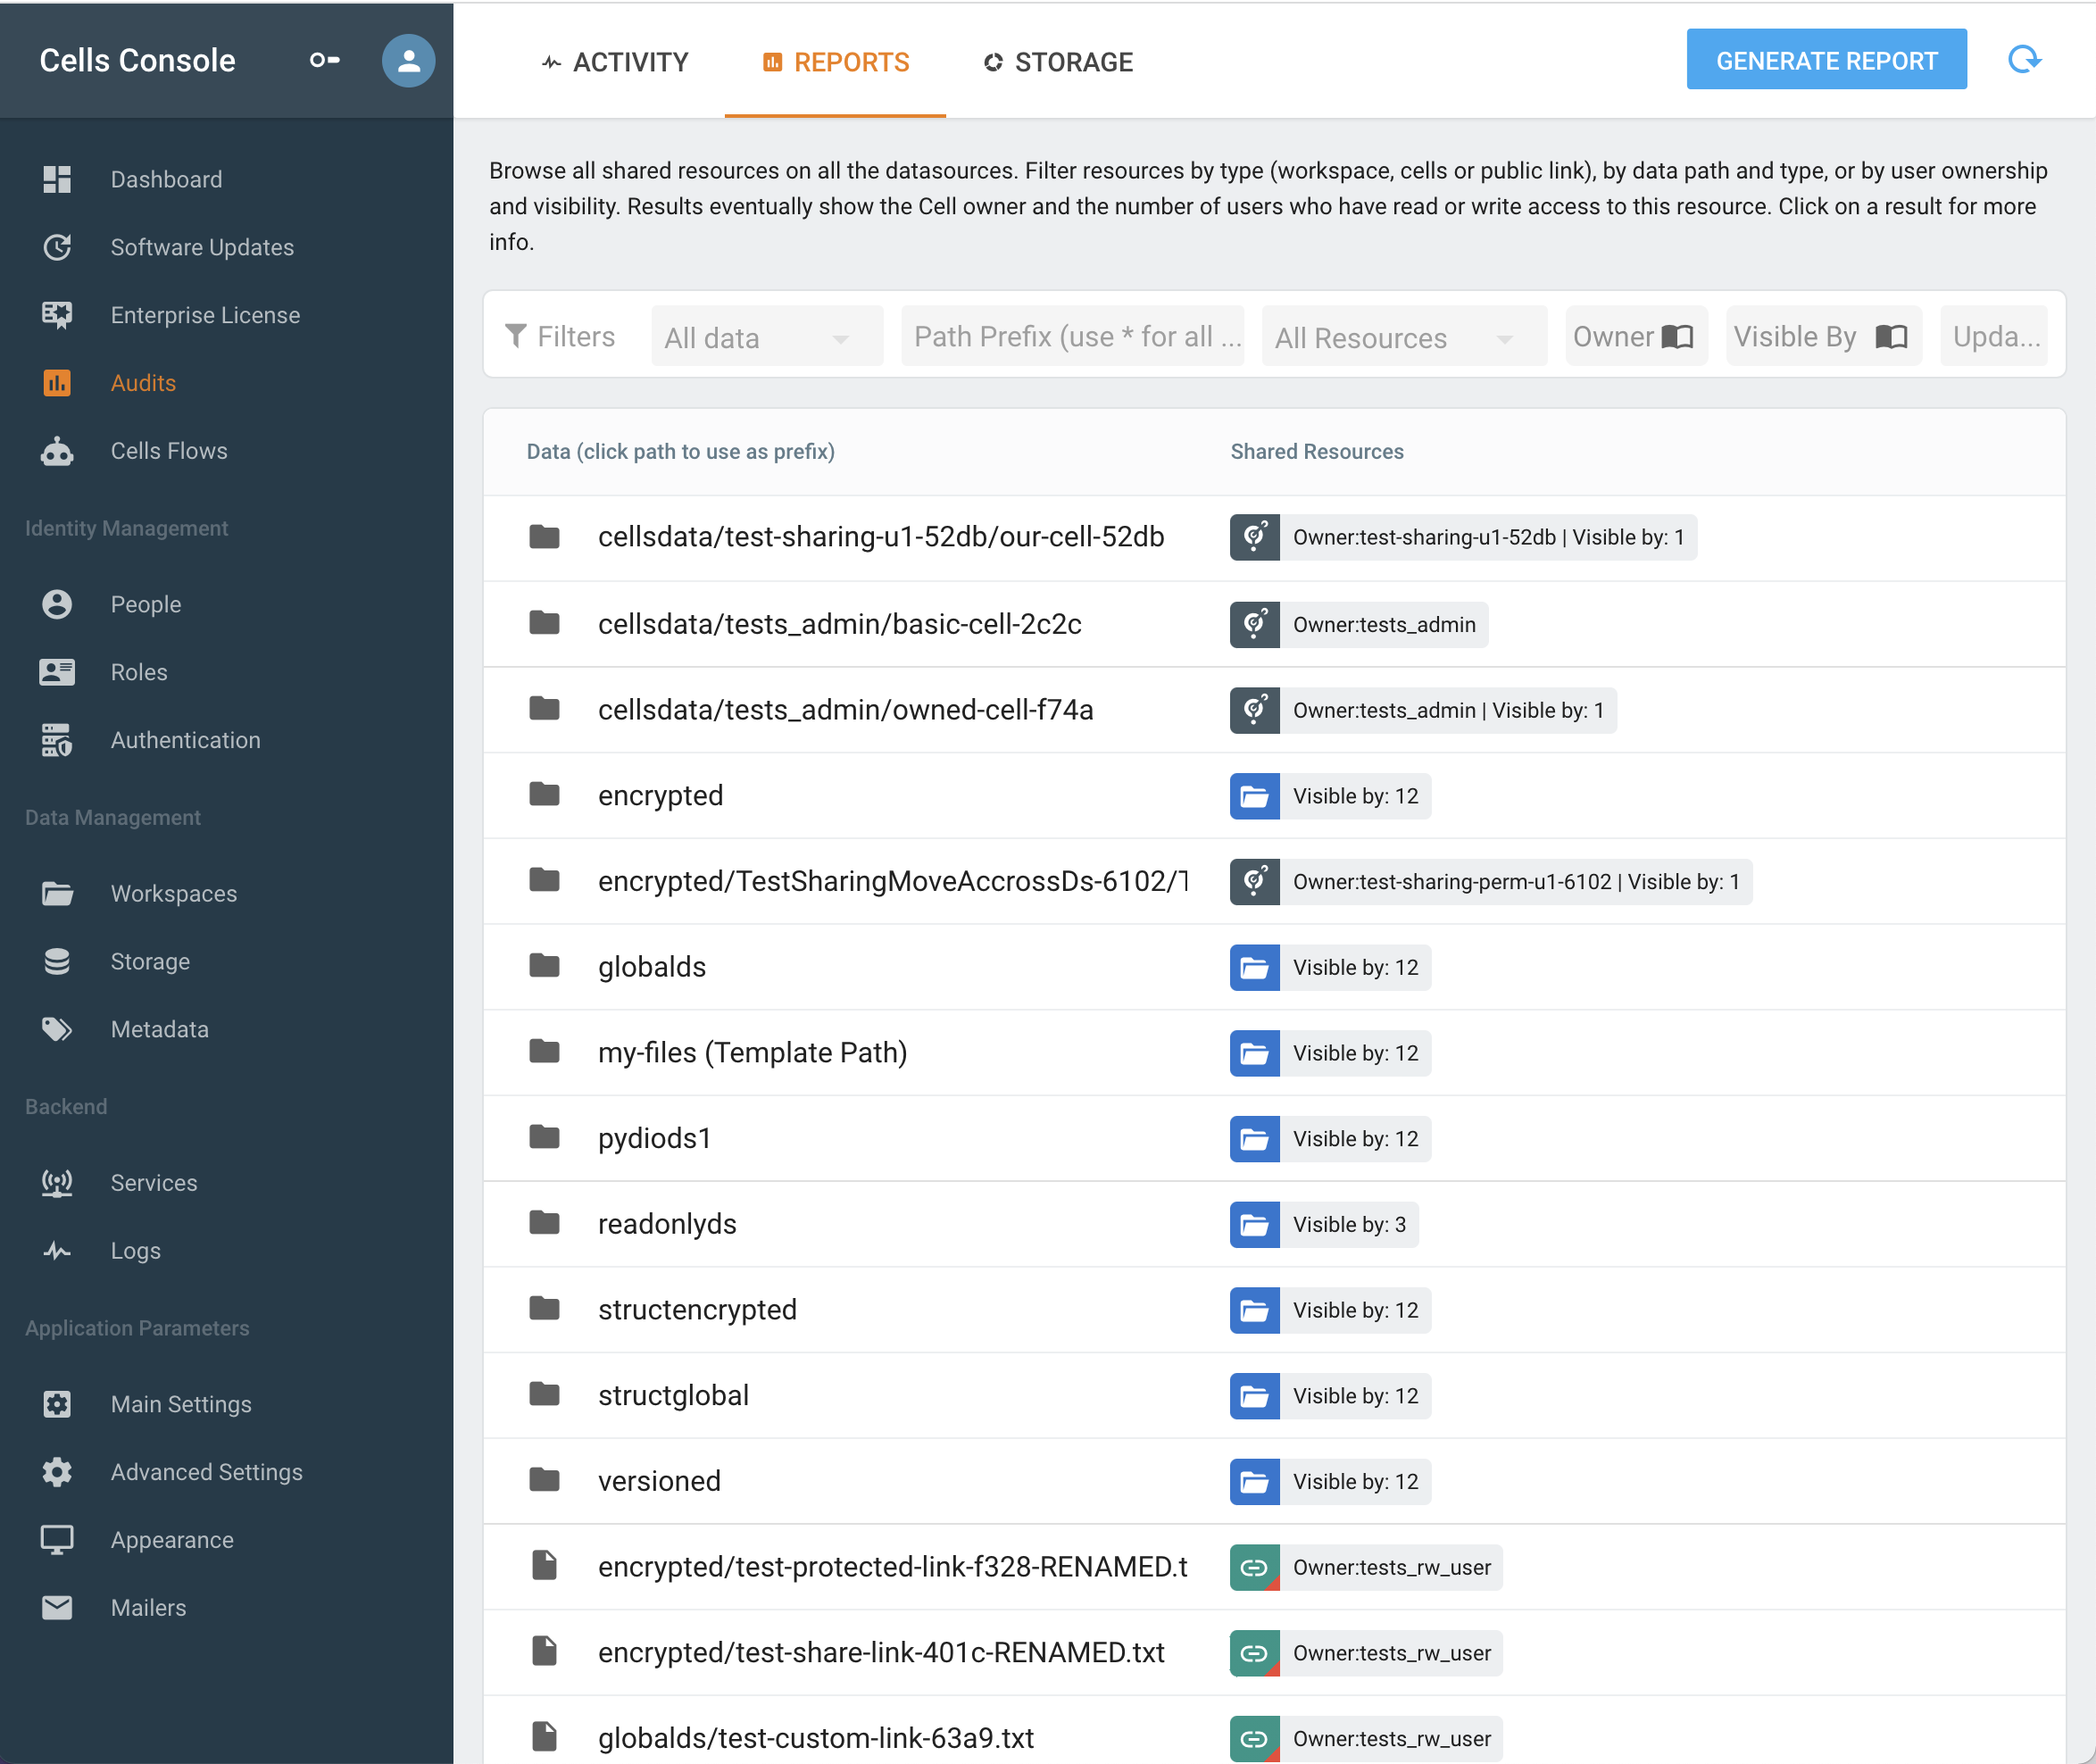 Cells Console
ACTIVITY
REPORTS
STORAGE
GENERATE REPORT
Dashboard
Software Updates
Enterprise License
Audits
Cells Flows
Identity Management
People
Roles
Authentication
Data Management
Workspaces
Storage
Metadata
Backend
Services
Logs
Application Parameters
Main Settings
Advanced Settings
Appearance
Mailers
Browse all shared resources on all the datasources. Filter resources by type (workspace, cells or public link), by data path and type, or by user ownership
and visibility. Results eventually show the Cell owner and the number of users who have read or write access to this resource. Click on a result for more
info.
Filters
All data
Path Prefix (use * for all ...
All Resources
Owner
Visible By
Upda...
Data (click path to use as prefix)
Shared Resources
cellsdata/test-sharing-u1-52db/our-cell-52db
Owner:test-sharing-u1-52db | Visible by: 1
cellsdata/tests_admin/basic-cell-2c2c
Owner:tests_admin
cellsdata/tests_admin/owned-cell-f74a
Owner:tests_admin | Visible by: 1
encrypted
Visible by: 12
encrypted/TestSharingMoveAccrossDs-6102/T
Owner:test-sharing-perm-u1-6102 | Visible by: 1
globalds
Visible by: 12
my-files (Template Path)
Visible by: 12
pydiods1
Visible by: 12
readonlyds
Visible by: 3
structencrypted
Visible by: 12
structglobal
Visible by: 12
versioned
Visible by: 12
encrypted/test-protected-link-f328-RENAMED.t
Owner:tests_rw_user
encrypted/test-share-link-401c-RENAMED.txt
Owner:tests_rw_user
globalds/test-custom-link-63a9.txt
Owner:tests_rw_user